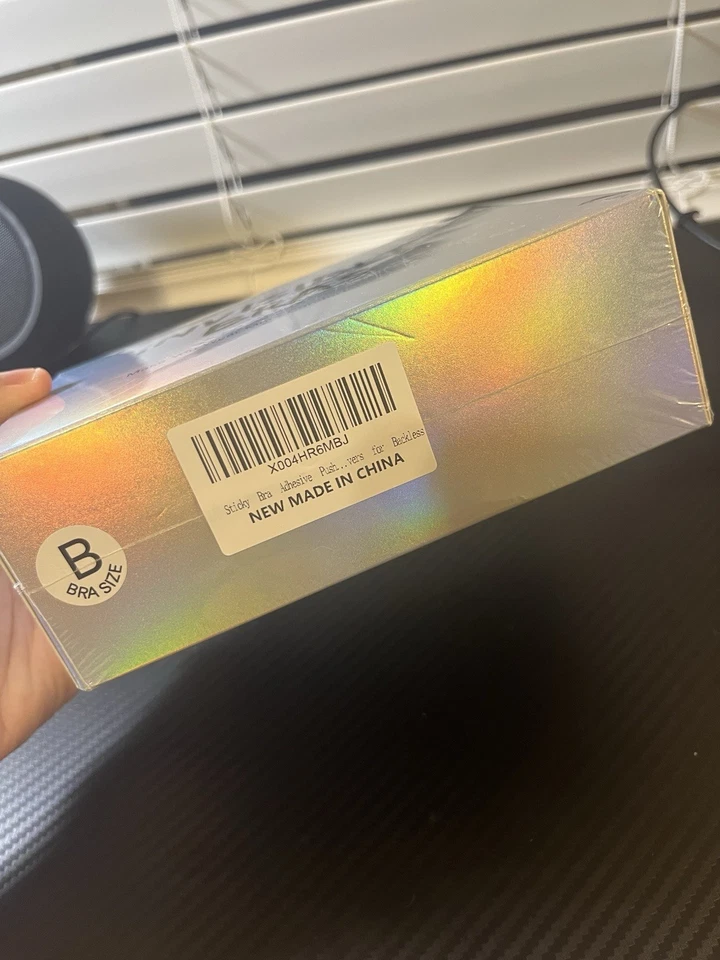 X004HR6MBJ
Sticky Bra Adhesive Push...vers for Backless
NEW MADE IN CHINA
B
BRA SIZE